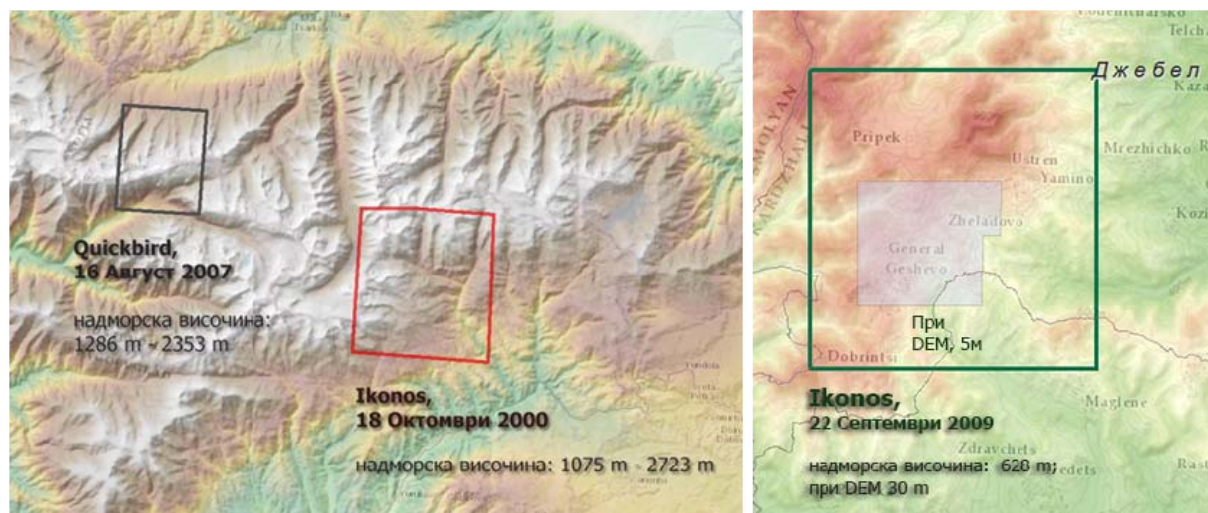 Quickbird,
16 Август 2007
надморска височина:
1286 m - 2353 m
Ikonos,
18 Октомври 2000
надморска височина: 1075 m - 2723 m
Джебел
SMOLYAN
KARDZHALI
Pripek
Mrezhichko
Ustren
Yamino
Zheladovo
General
Geshevo
При
DEM, 5м
Dobrintsi
Ikonos,
22 Септември 2009
Maglene
Zdravchets
надморска височина: 628 m;
при DEM 30 m